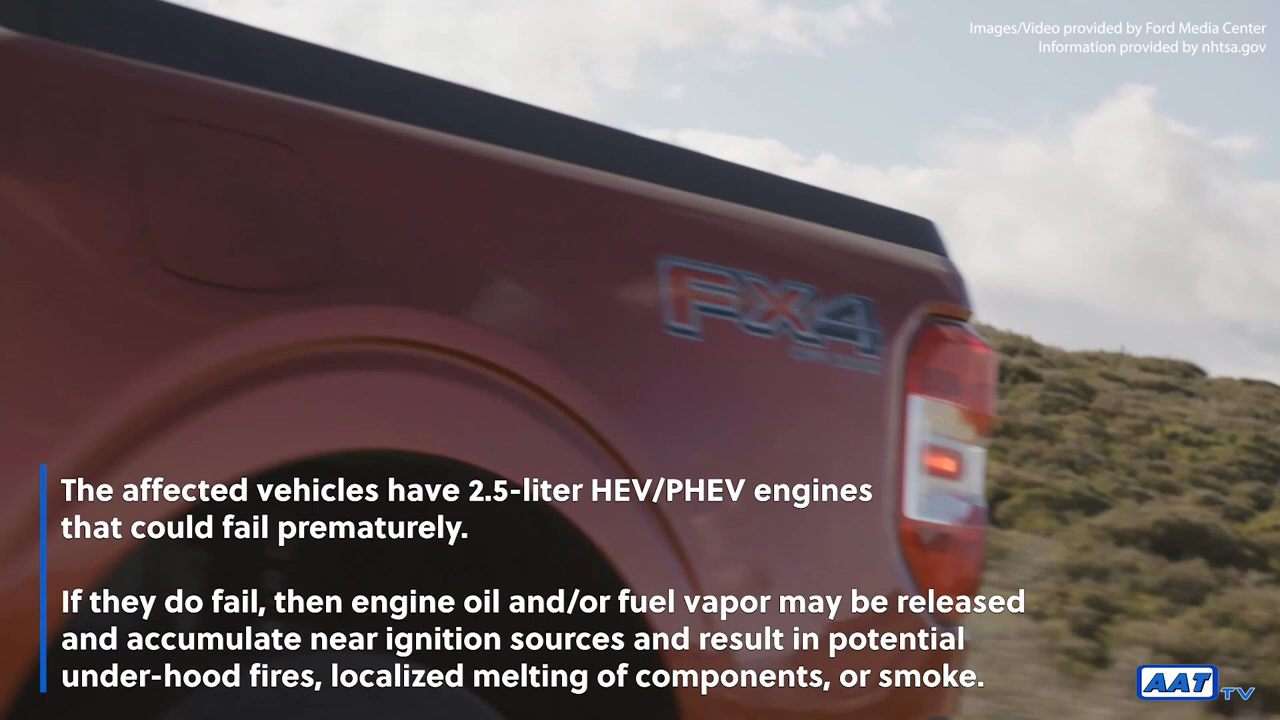 Images/Video provided by Ford Media Center
Information provided by nhtsa.gov
FX4
The affected vehicles have 2.5-liter HEV/PHEV engines
that could fail prematurely.
If they do fail, then engine oil and/or fuel vapor may be released
and accumulate near ignition sources and result in potential
under-hood fires, localized melting of components, or smoke.
AAT TV